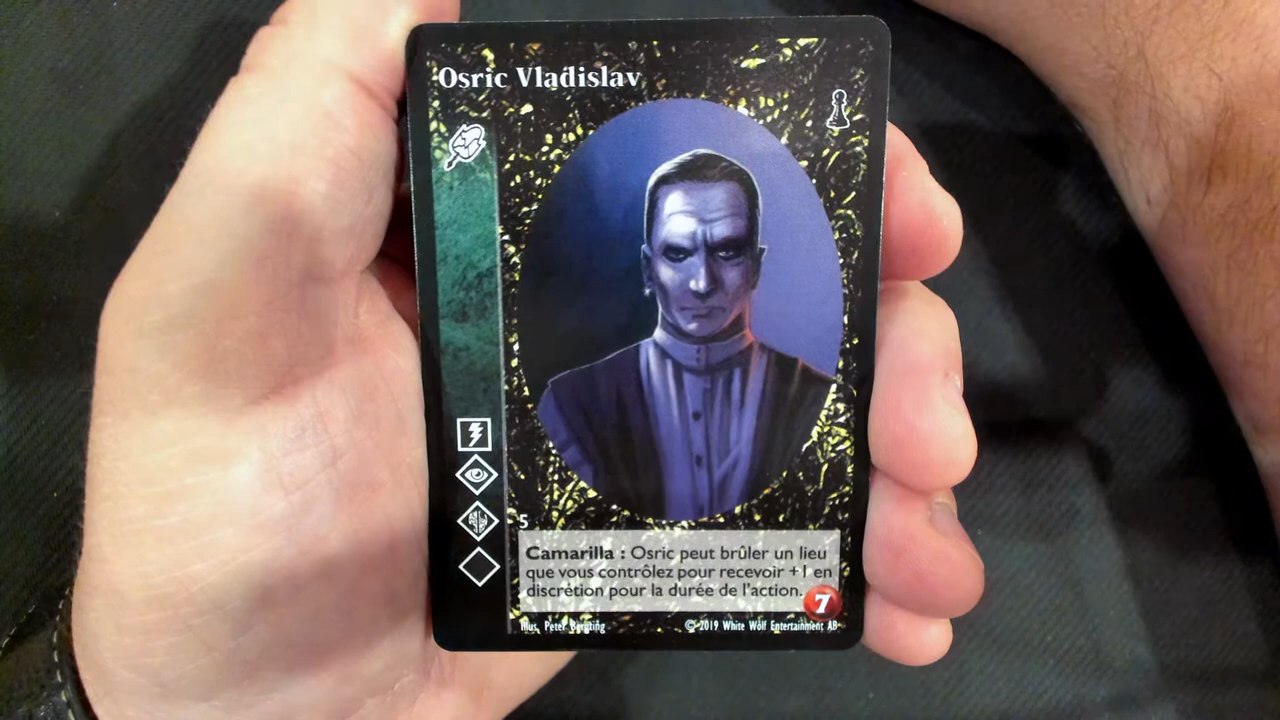 Osric Vladislav
5
Camarilla : Osric peut brûler un lieu
que vous contrôlez pour recevoir +1 en
discrétion pour la durée de l'action.
7
Illus. Peter Bergting
© 2019 White Wolf Entertainment AB